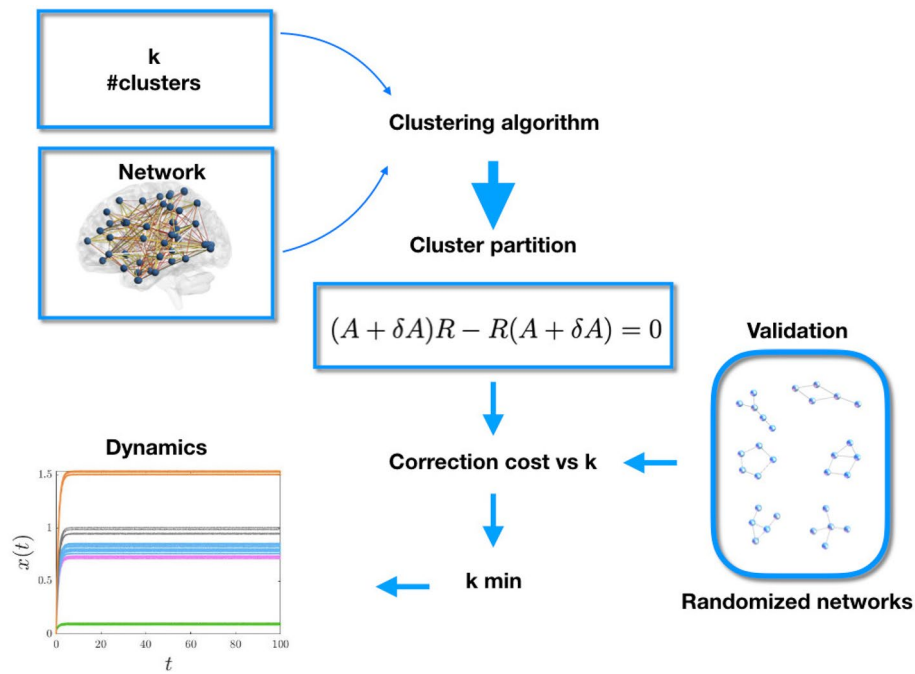 k
#clusters
Network
Clustering algorithm
Cluster partition
(A + δA)R − R(A + δA) = 0
Validation
Randomized networks
Correction cost vs k
k min
Dynamics
1.5
1
0.5
0
x(t)
0 20 40 60 80 100
t